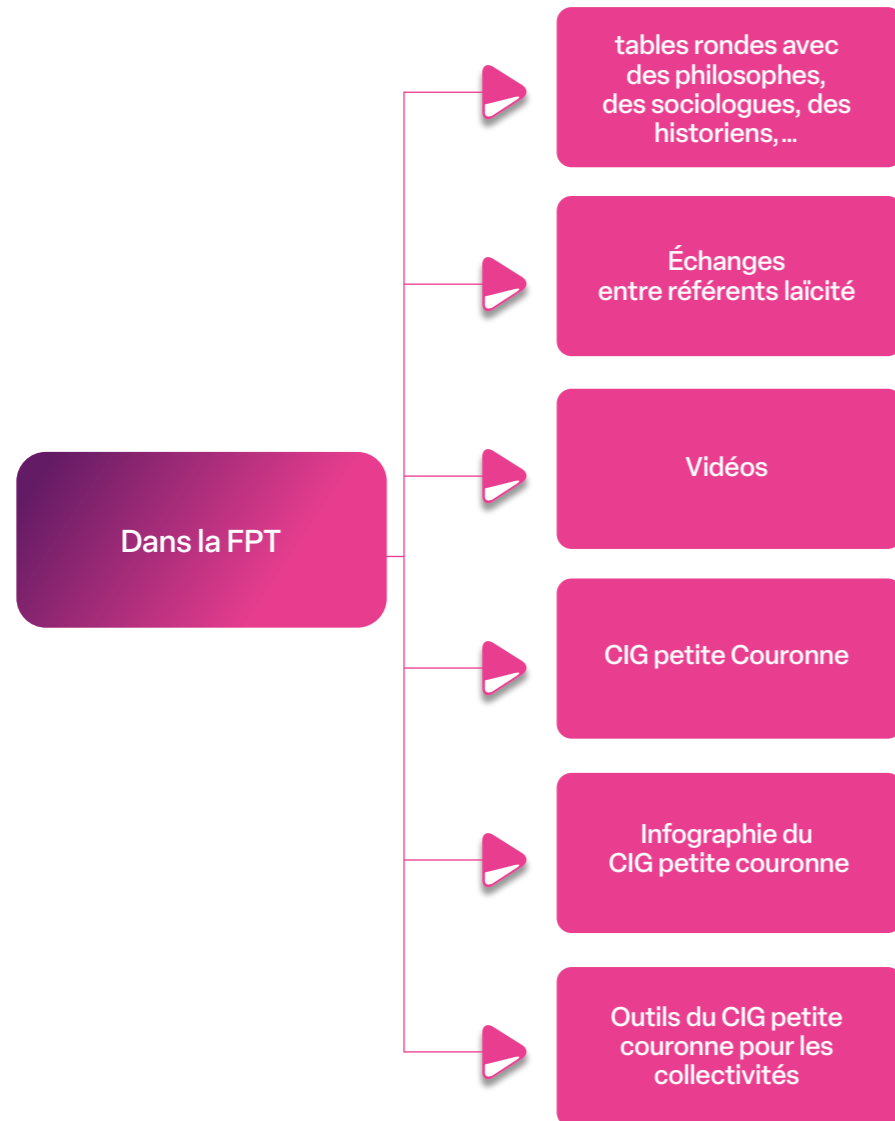 tables rondes avec
des philosophes,
des sociologues, des
historiens,...
Échanges
entre référents laïcité
Vidéos
Dans la FPT
CIG petite Couronne
Infographie du
CIG petite couronne
Outils du CIG petite
couronne pour les
collectivités